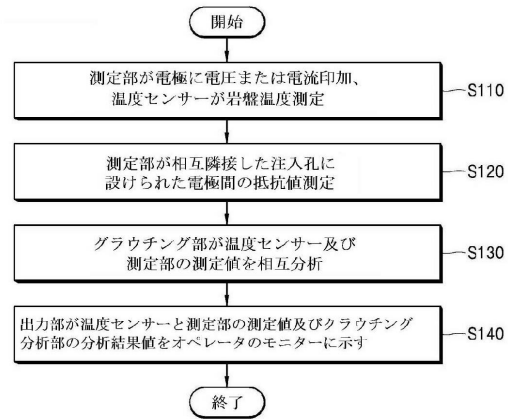 開始
測定部が電極に電圧または電流印加、
温度センサーが岩盤温度測定
S110
測定部が相互隣接した注入孔に
設けられた電極間の抵抗値測定
S120
グラウチング部が温度センサー及び
測定部の測定値を相互分析
S130
出力部が温度センサーと測定部の測定値及びクラウチング
分析部の分析結果値をオペレータのモニターに示す
S140
終了